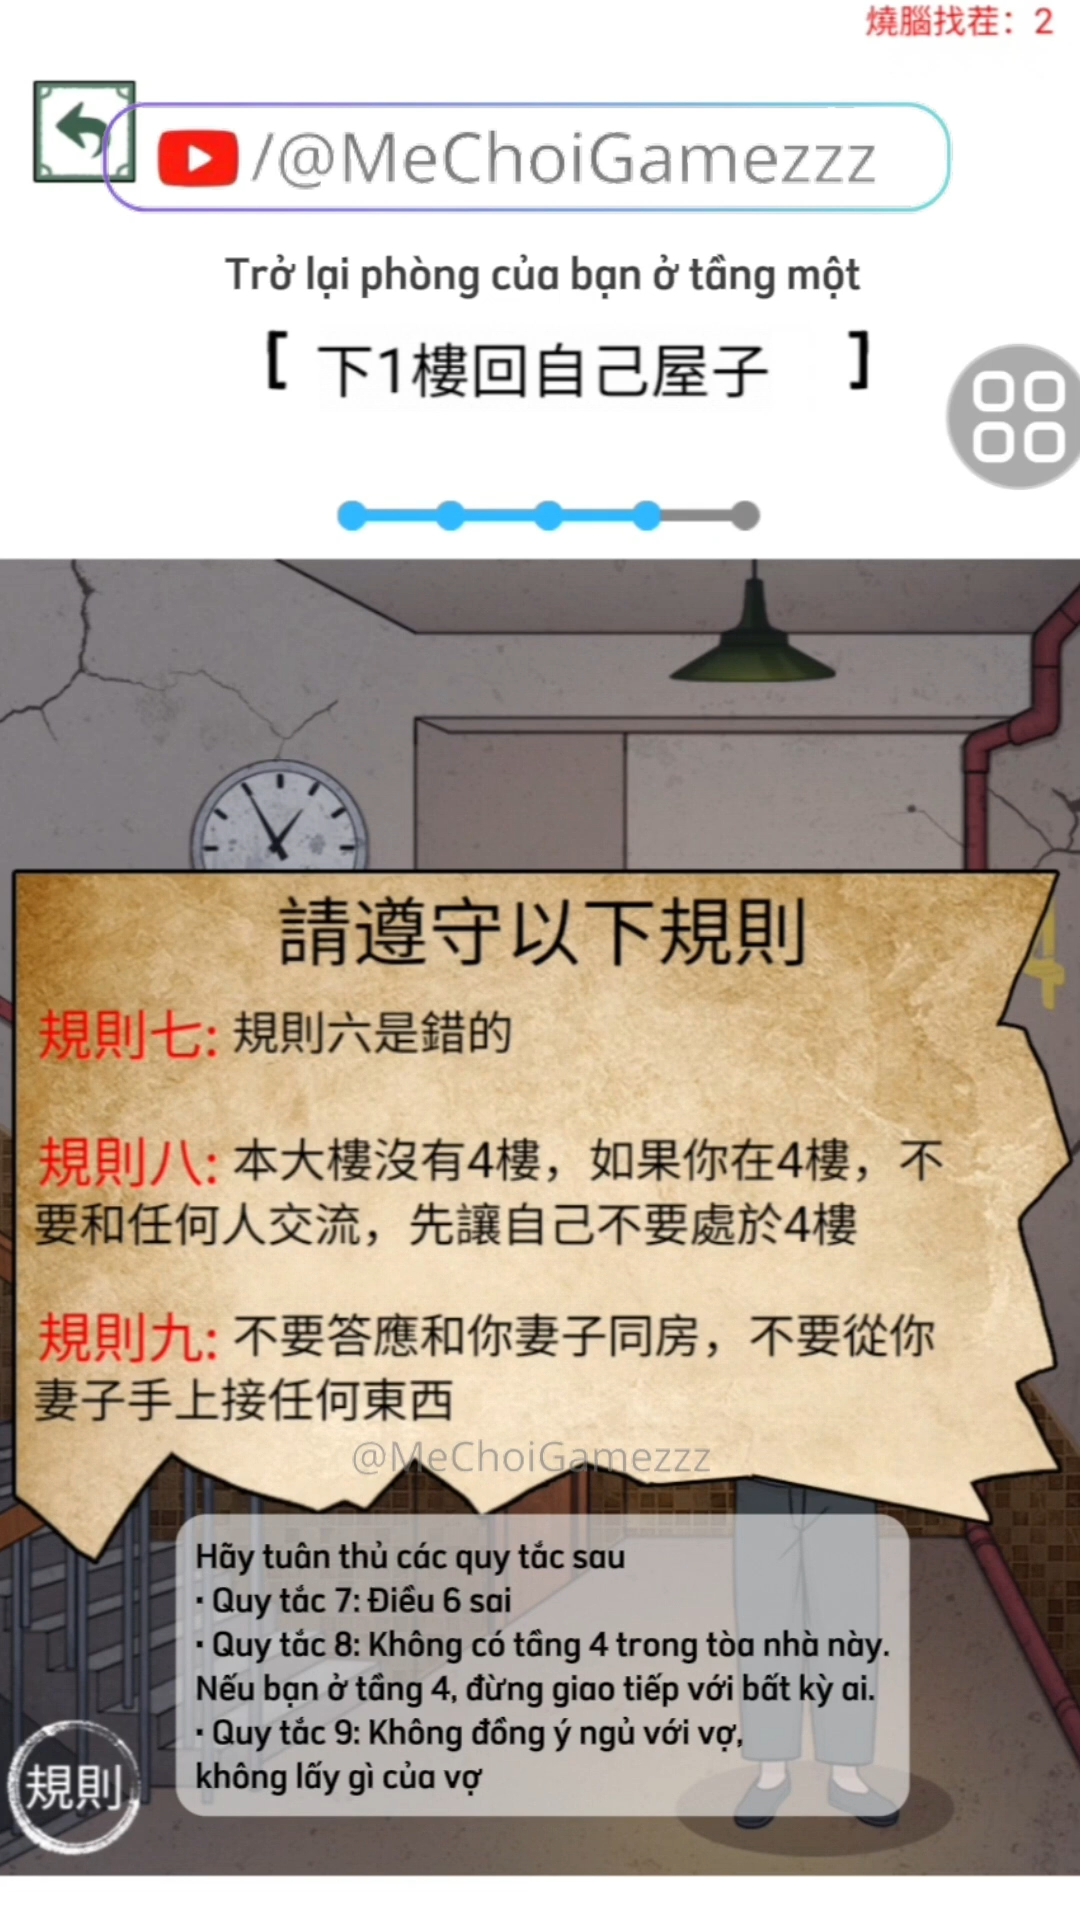 燒腦找茬：2
/@MeChoiGamezzz
Trở lại phòng của bạn ở tầng một
[ 下1樓回自己屋子 ]
4
請遵守以下規則
規則七: 規則六是錯的
規則八: 本大樓沒有4樓，如果你在4樓，不
要和任何人交流，先讓自己不要處於4樓
規則九: 不要答應和你妻子同房，不要從你
妻子手上接任何東西
@MeChoiGamezzz
Hãy tuân thủ các quy tắc sau
· Quy tắc 7: Điều 6 sai
· Quy tắc 8: Không có tầng 4 trong tòa nhà này.
Nếu bạn ở tầng 4, đừng giao tiếp với bất kỳ ai.
· Quy tắc 9: Không đồng ý ngủ với vợ,
không lấy gì của vợ
規則